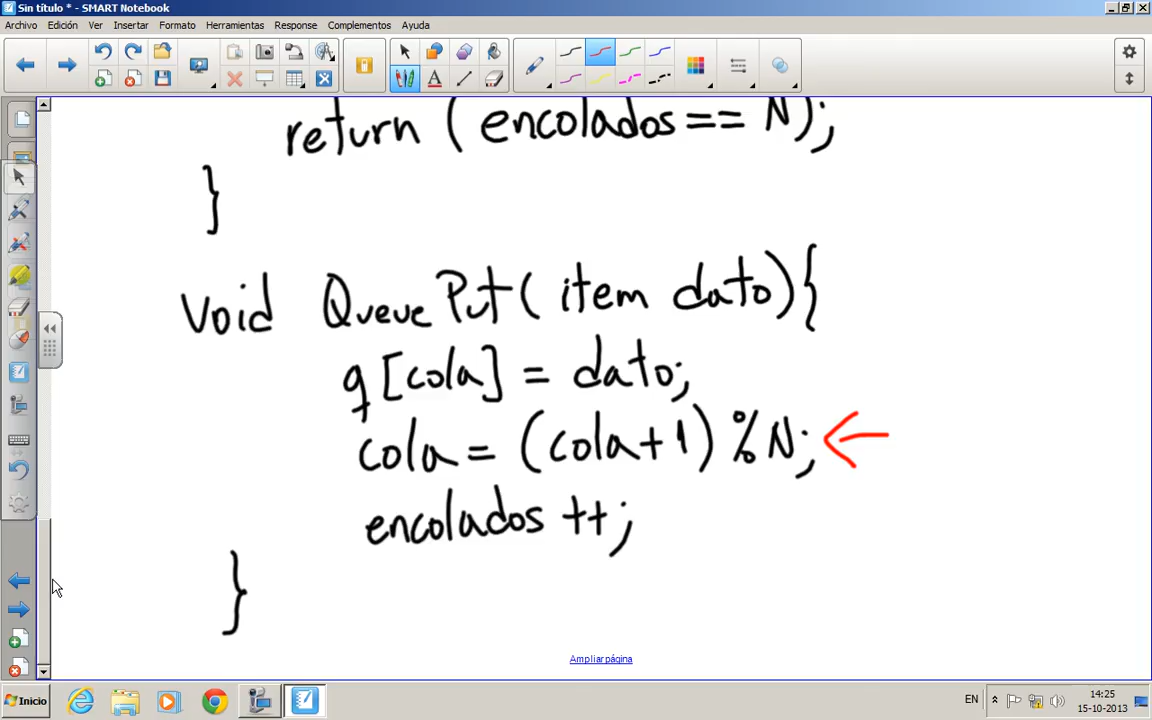 Sin título * - SMART Notebook
Archivo Edición Ver Insertar Formato Herramientas Response Complementos Ayuda
return ( encolados == N);
}
Void QueuePut( item dato){
q[cola] = dato;
cola = (cola+1) %N;
encolados ++;
}
Ampliar página
Inicio
EN
14:25
15-10-2013